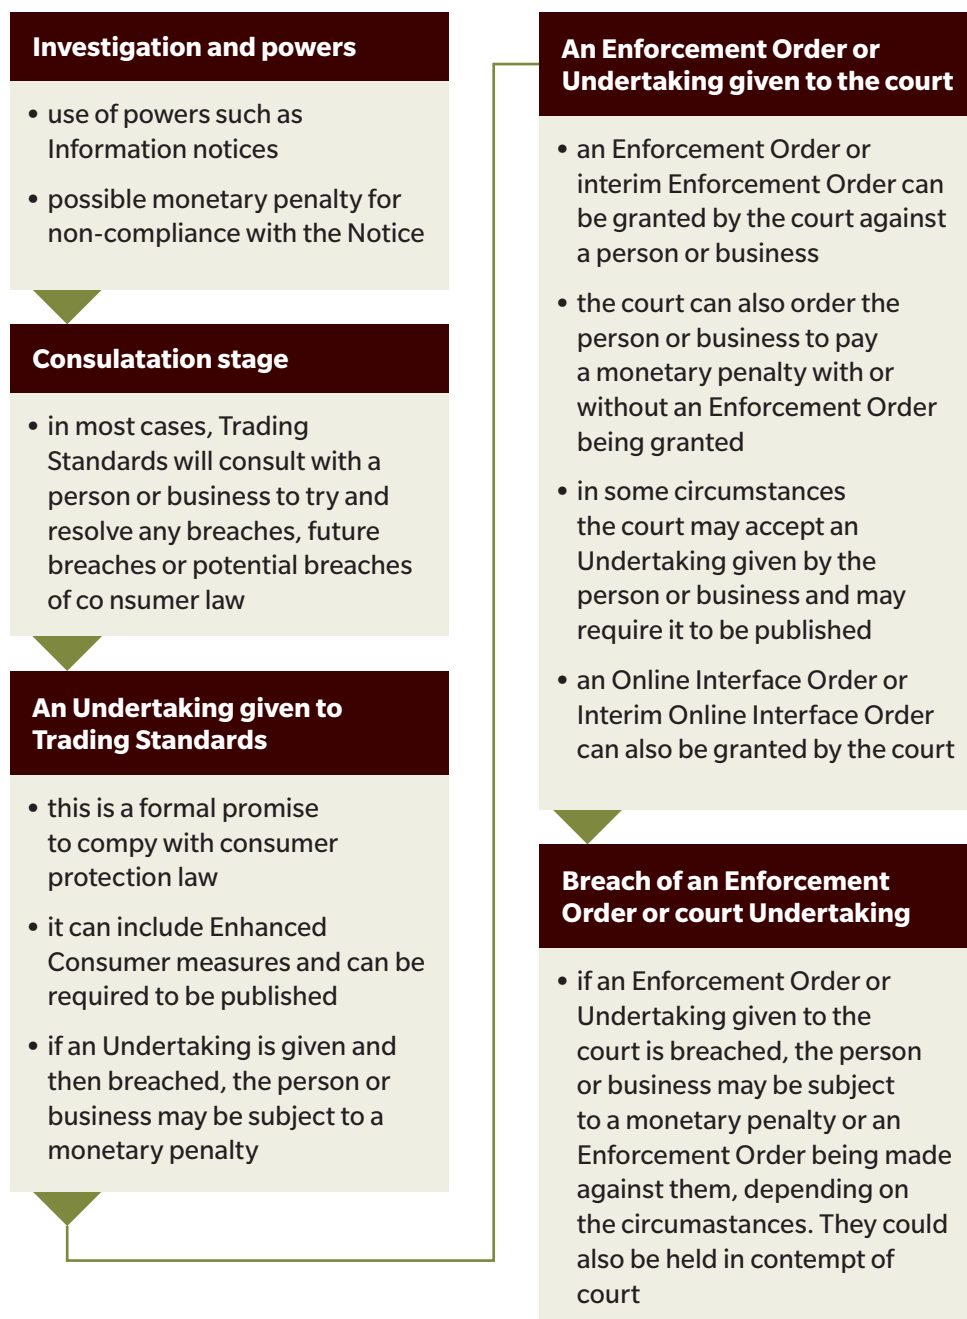 Investigation and powers
• use of powers such as
Information notices
• possible monetary penalty for
non-compliance with the Notice
Consulatation stage
• in most cases, Trading
Standards will consult with a
person or business to try and
resolve any breaches, future
breaches or potential breaches
of co nsumer law
An Undertaking given to
Trading Standards
• this is a formal promise
to compy with consumer
protection law
• it can include Enhanced
Consumer measures and can be
required to be published
• if an Undertaking is given and
then breached, the person or
business may be subject to a
monetary penalty
An Enforcement Order or
Undertaking given to the court
• an Enforcement Order or
interim Enforcement Order can
be granted by the court against
a person or business
• the court can also order the
person or business to pay
a monetary penalty with or
without an Enforcement Order
being granted
• in some circumstances
the court may accept an
Undertaking given by the
person or business and may
require it to be published
• an Online Interface Order or
Interim Online Interface Order
can also be granted by the court
Breach of an Enforcement
Order or court Undertaking
• if an Enforcement Order or
Undertaking given to the
court is breached, the person
or business may be subject
to a monetary penalty or an
Enforcement Order being made
against them, depending on
the circumastances. They could
also be held in contempt of
court